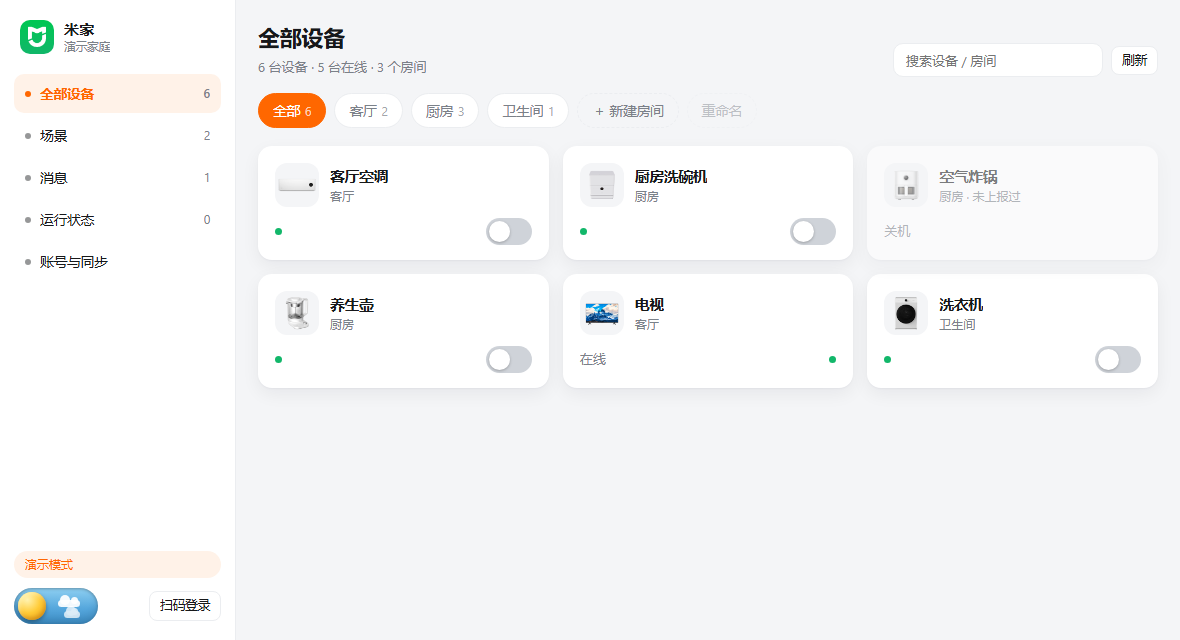 米家
演示家庭
全部设备 6
场景 2
消息 1
运行状态 0
账号与同步
演示模式
扫码登录
全部设备
6 台设备 · 5 台在线 · 3 个房间
搜索设备 / 房间
刷新
全部 6
客厅 2
厨房 3
卫生间 1
+ 新建房间
重命名
客厅空调
客厅
厨房洗碗机
厨房
空气炸锅
厨房 · 未上报过
关机
养生壶
厨房
电视
客厅
在线
洗衣机
卫生间